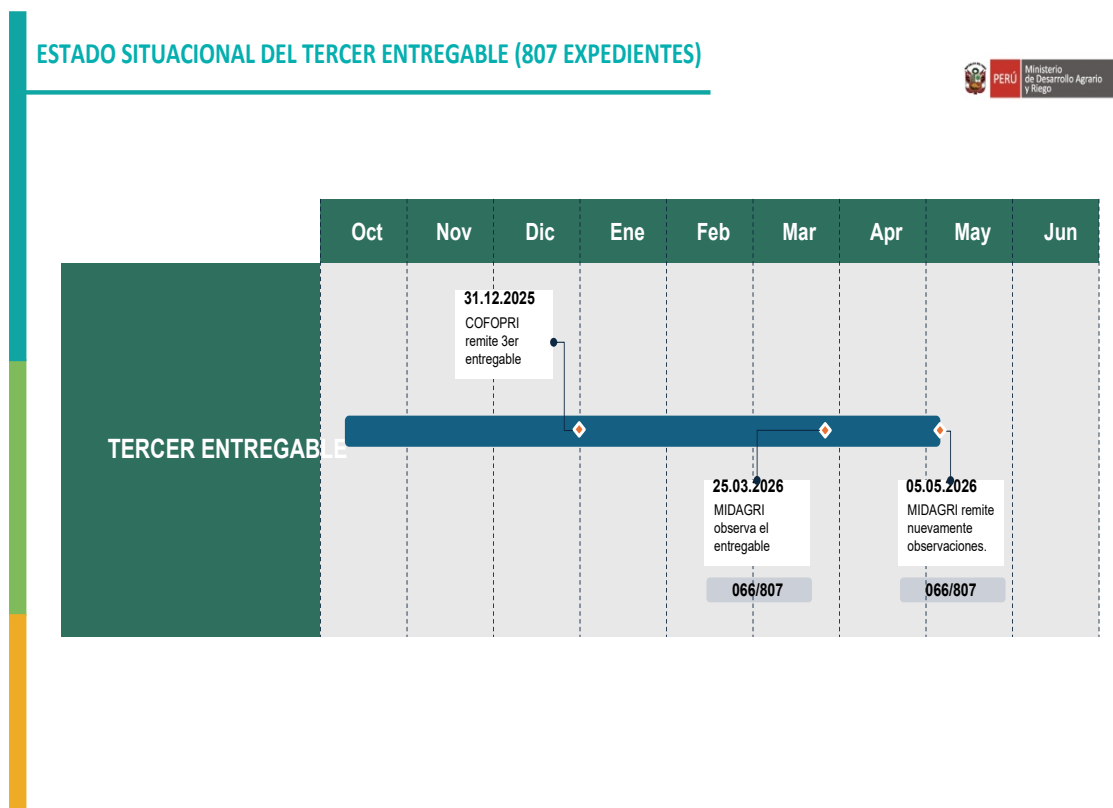 ESTADO SITUACIONAL DEL TERCER ENTREGABLE (807 EXPEDIENTES)
PERÚ
Ministerio
de Desarrollo Agrario
y Riego
Oct Nov Dic Ene Feb Mar Apr May Jun
31.12.2025
COFOPRI
remite 3er
entregable
TERCER ENTREGABLE
25.03.2026
MIDAGRI
observa el
entregable
066/807
05.05.2026
MIDAGRI remite
nuevamente
observaciones.
066/807